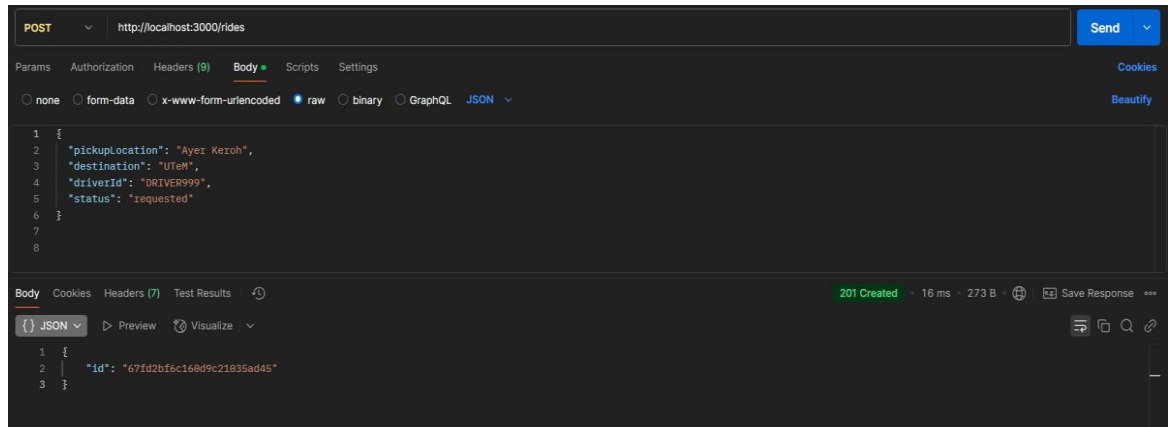 POST http://localhost:3000/rides Send
Params Authorization Headers (9) Body Scripts Settings Cookies
none form-data x-www-form-urlencoded raw binary GraphQL JSON Beautify
1 {
2 "pickupLocation": "Ayer Keroh",
3 "destination": "UTeM",
4 "driverId": "DRIVER999",
5 "status": "requested"
6 }
7
8
Body Cookies Headers (7) Test Results 201 Created 16 ms 273 B e.g. Save Response
{} JSON Preview Visualize
1 {
2 "id": "67fd2bf6c160d9c21035ad45"
3 }